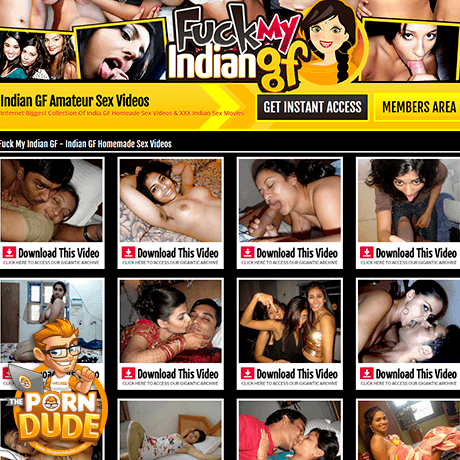 Fuck My
Indian gf
Indian GF Amateur Sex Videos
Internet Biggest Collection Of India GF Homeade Sex Videos & XXX Indian Sex Movies
GET INSTANT ACCESS
MEMBERS AREA
Fuck My Indian GF - Indian GF Homemade Sex Videos
Download This Video
CLICK HERE TO ACCESS OUR GIGANTIC ARCHIVE
Download This Video
CLICK HERE TO ACCESS OUR GIGANTIC ARCHIVE
Download This Video
CLICK HERE TO ACCESS OUR GIGANTIC ARCHIVE
Download This Video
CLICK HERE TO ACCESS OUR GIGANTIC ARCHIVE
Download This Video
CLICK HERE TO ACCESS OUR GIGANTIC ARCHIVE
Download This Video
CLICK HERE TO ACCESS OUR GIGANTIC ARCHIVE
Download This Video
CLICK HERE TO ACCESS OUR GIGANTIC ARCHIVE
THE
PORN
DUDE